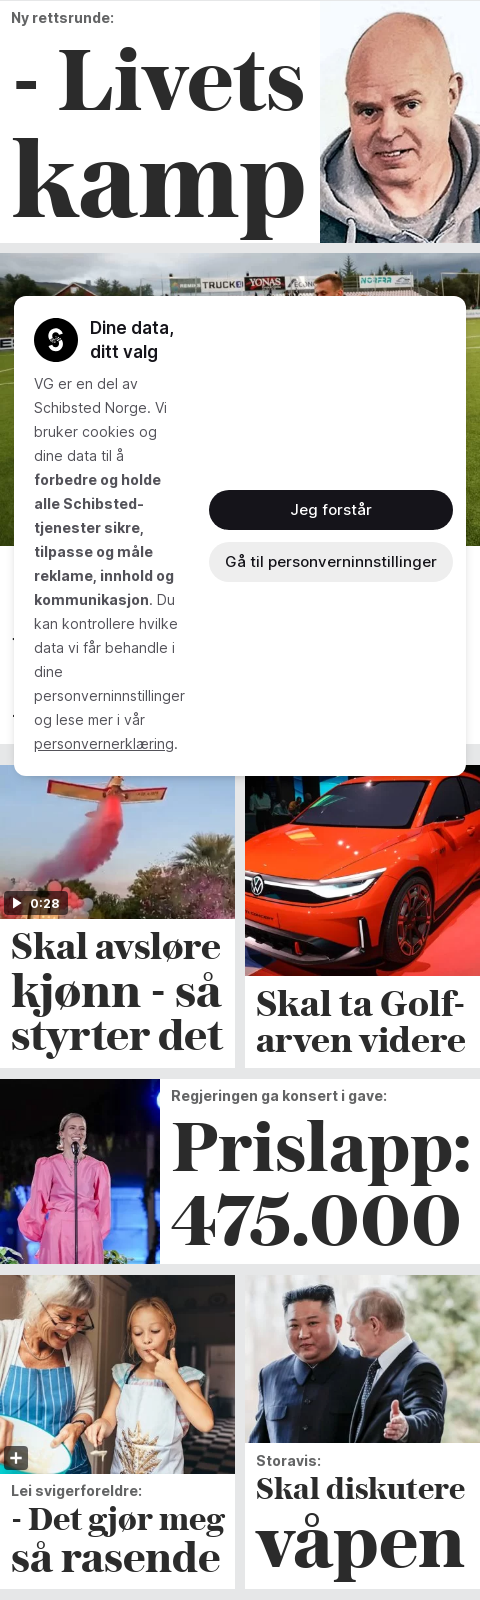 Ny rettsrunde:
- Livets
kamp
TRUCKEI
YONAS
Dine data,
ditt valg
VG er en del av
Schibsted Norge. Vi
bruker cookies og
dine data til å
forbedre og holde
alle Schibsted-
tjenester sikre,
tilpasse og måle
reklame, innhold og
kommunikasjon. Du
kan kontrollere hvilke
data vi får behandle i
dine
personverninnstillinger
og lese mer i vår
personvernerklæring.
Jeg forstår
Gå til personverninnstillinger
0:28
Skal avsløre
kjønn - så
styrter det
Skal ta Golf-
arven videre
Regjeringen ga konsert i gave:
Prislapp:
475.000
Lei svigerforeldre:
- Det gjør meg
så rasende
Storavis:
Skal diskutere
våpen